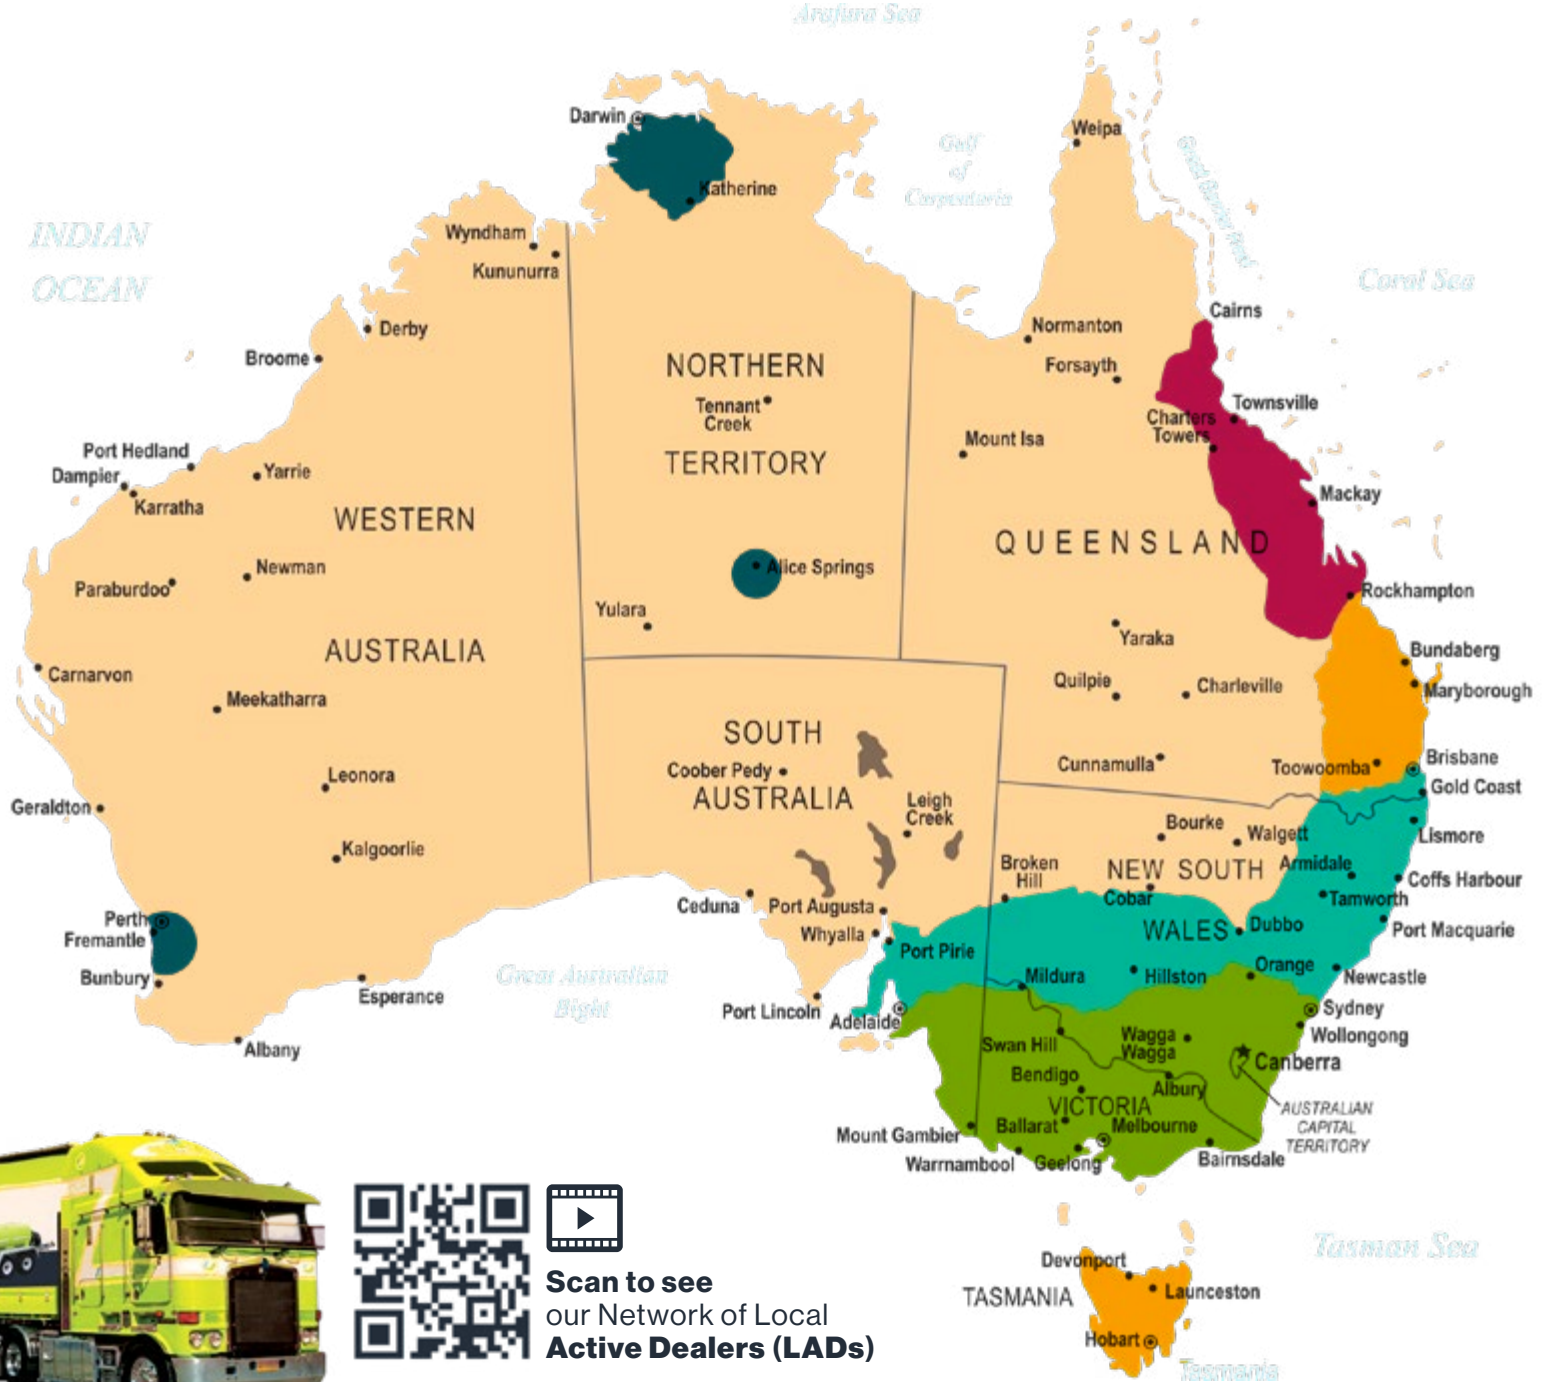 Arafura Sea
Darwin
Katherine
Weipa
Gulf
of
Carpentaria
Great Barrier Reef
INDIAN
OCEAN
Wyndham
Kununurra
Coral Sea
Cairns
Derby
Broome
Normanton
Forsayth
NORTHERN
Tennant
Creek
TERRITORY
Charters
Towers
Townsville
Mount Isa
Mackay
Port Hedland
Dampier
Karratha
Yarrie
WESTERN
QUEENSLAND
Newman
Paraburdoo
Alice Springs
Yulara
Rockhampton
Yaraka
AUSTRALIA
Bundaberg
Carnarvon
Quilpie
Charleville
Maryborough
Meekatharra
SOUTH
Coober Pedy
AUSTRALIA
Cunnamulla
Toowoomba
Brisbane
Gold Coast
Leonora
Geraldton
Leigh
Creek
Bourke
Walgett
Lismore
Kalgoorlie
Broken
Hill
NEW SOUTH
Armidale
Coffs Harbour
Cobar
Tamworth
Ceduna
Port Augusta
Perth
Fremantle
Whyalla
WALES
Dubbo
Port Macquarie
Port Pirie
Bunbury
Great Australian
Bight
Mildura
Hillston
Orange
Newcastle
Esperance
Port Lincoln
Adelaide
Sydney
Wollongong
Albany
Swan Hill
Wagga
Wagga
Canberra
Bendigo
Albury
VICTORIA
AUSTRALIAN
CAPITAL
TERRITORY
Mount Gambier
Ballarat
Melbourne
Warrnambool
Geelong
Bairnsdale
Tasman Sea
Devonport
TASMANIA
Launceston
Hobart
Tasmania
Scan to see
our Network of Local
Active Dealers (LADs)